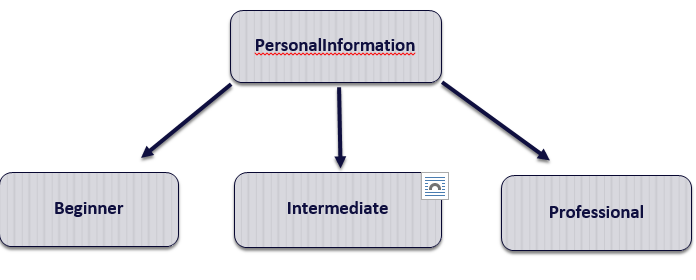 PersonalInformation
Beginner
Intermediate
Professional